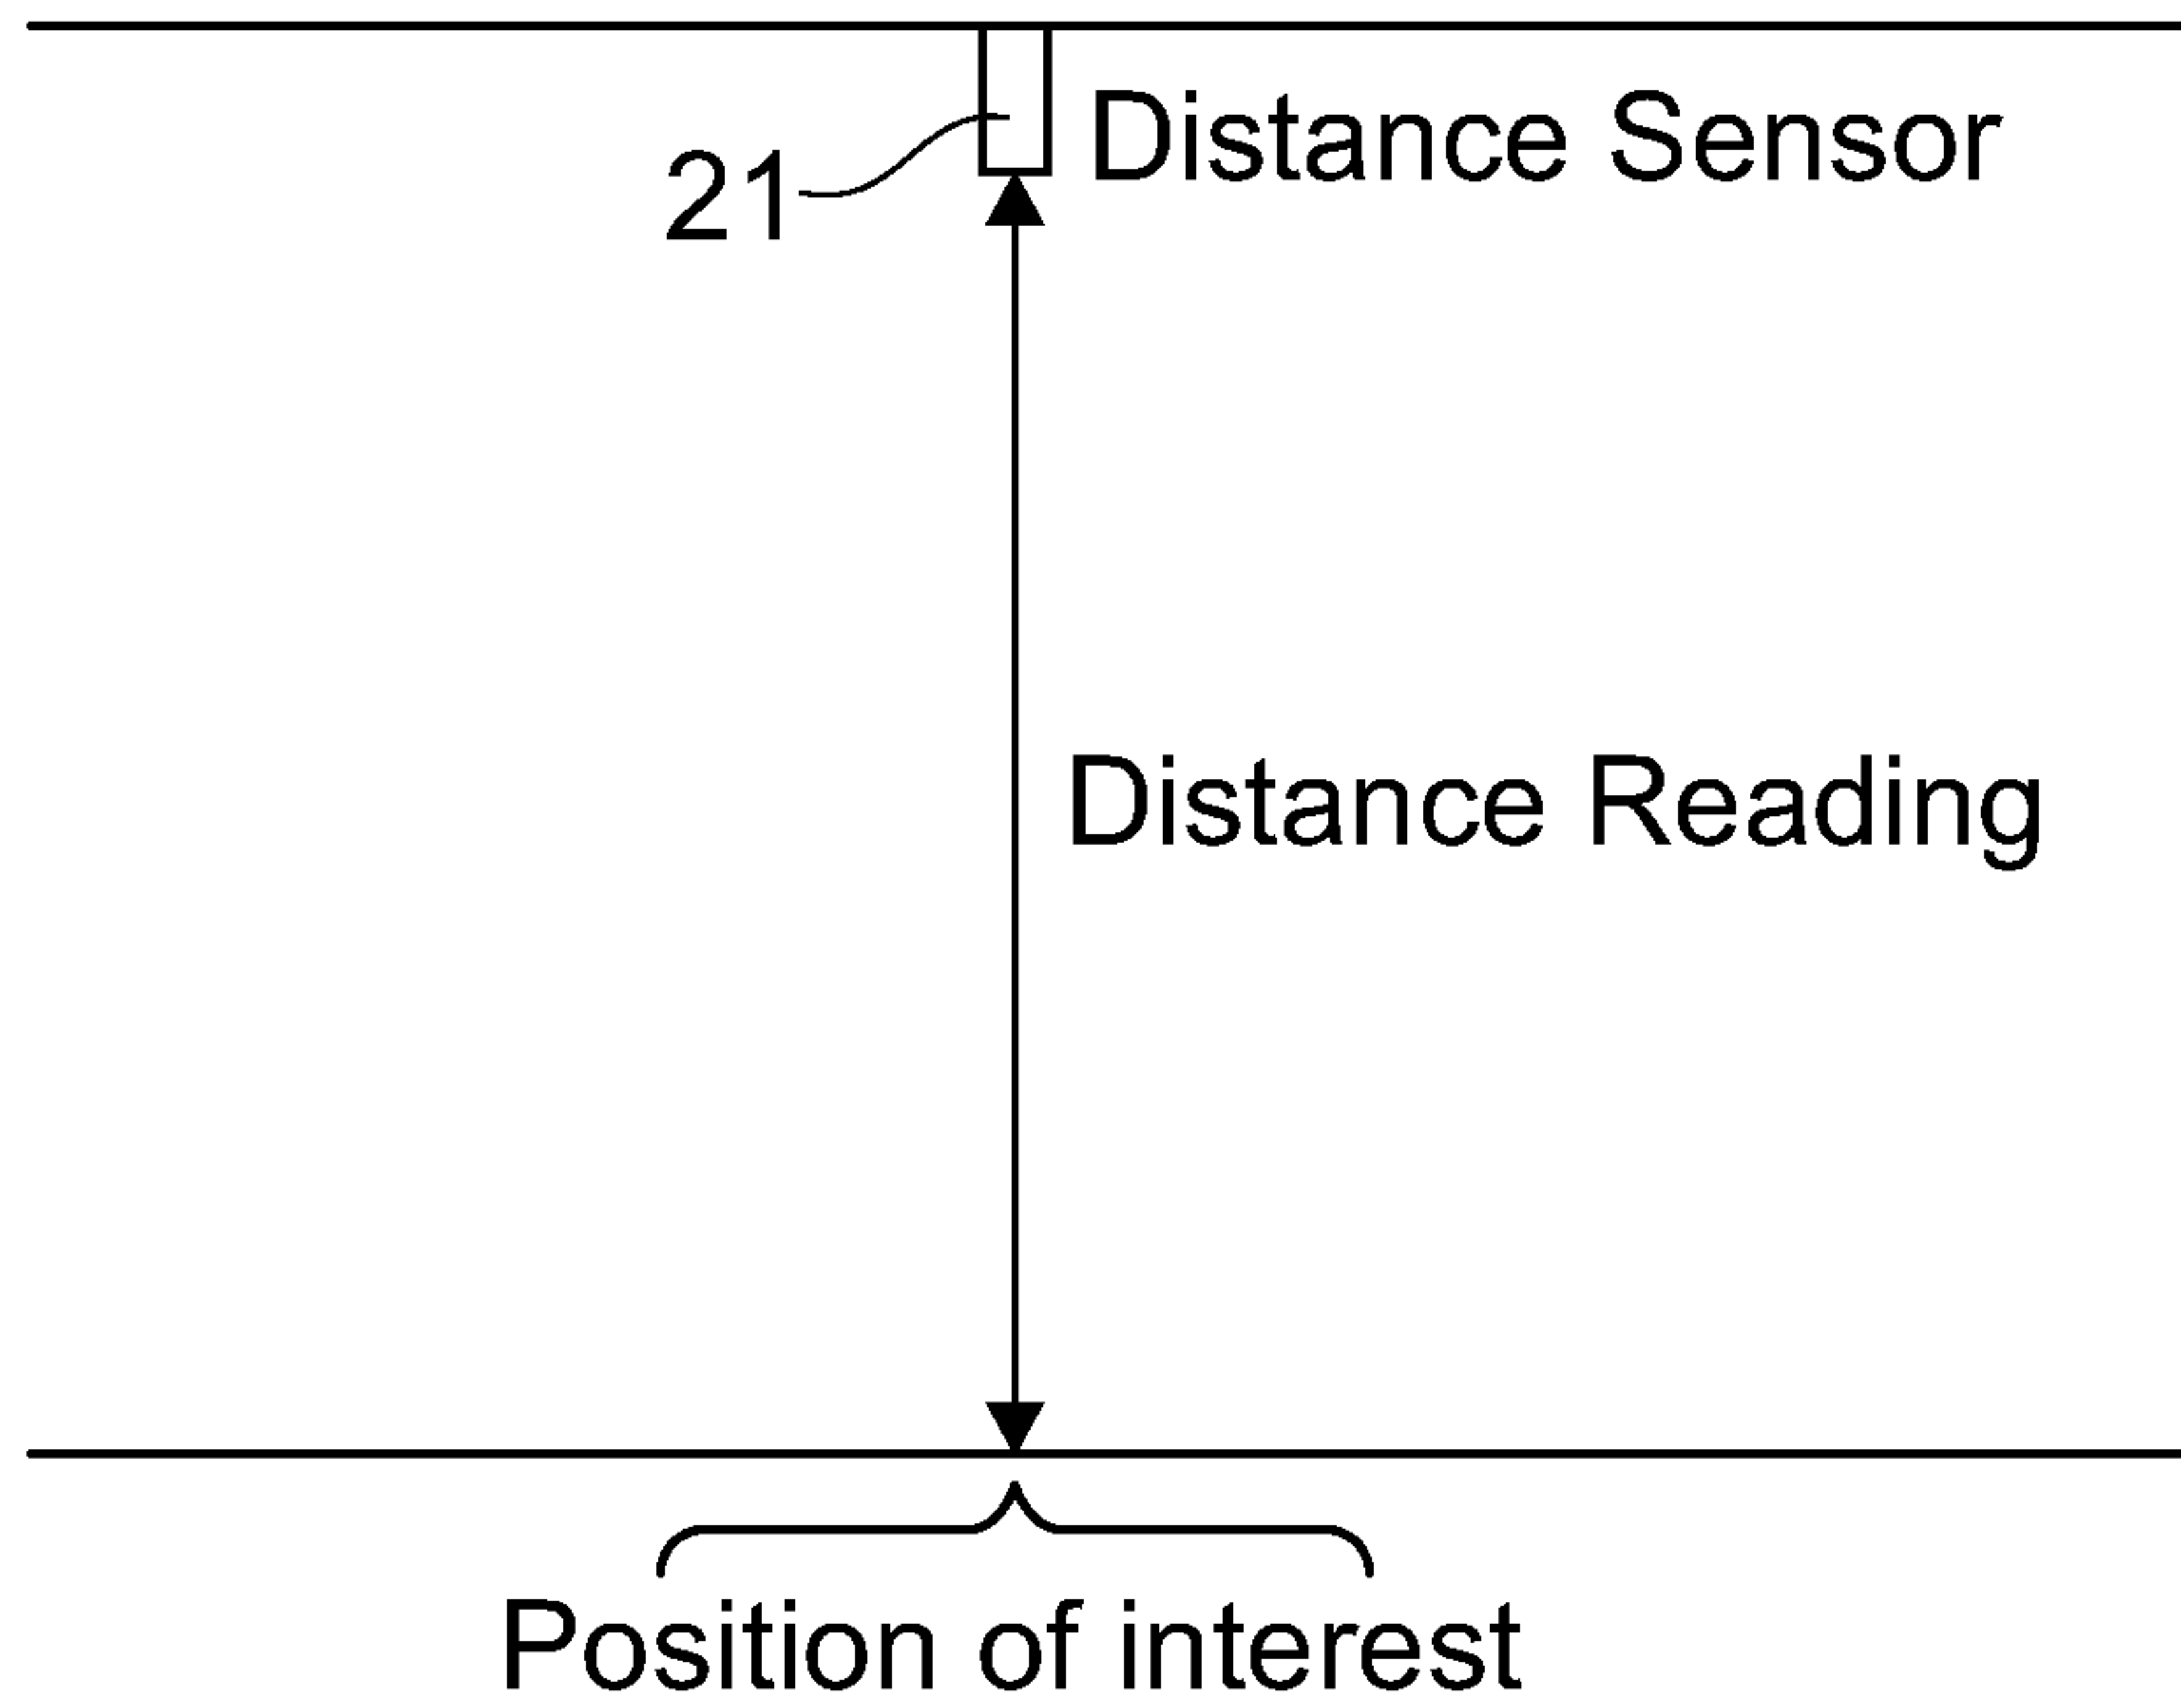 Distance Sensor
21
Distance Reading
Position of interest